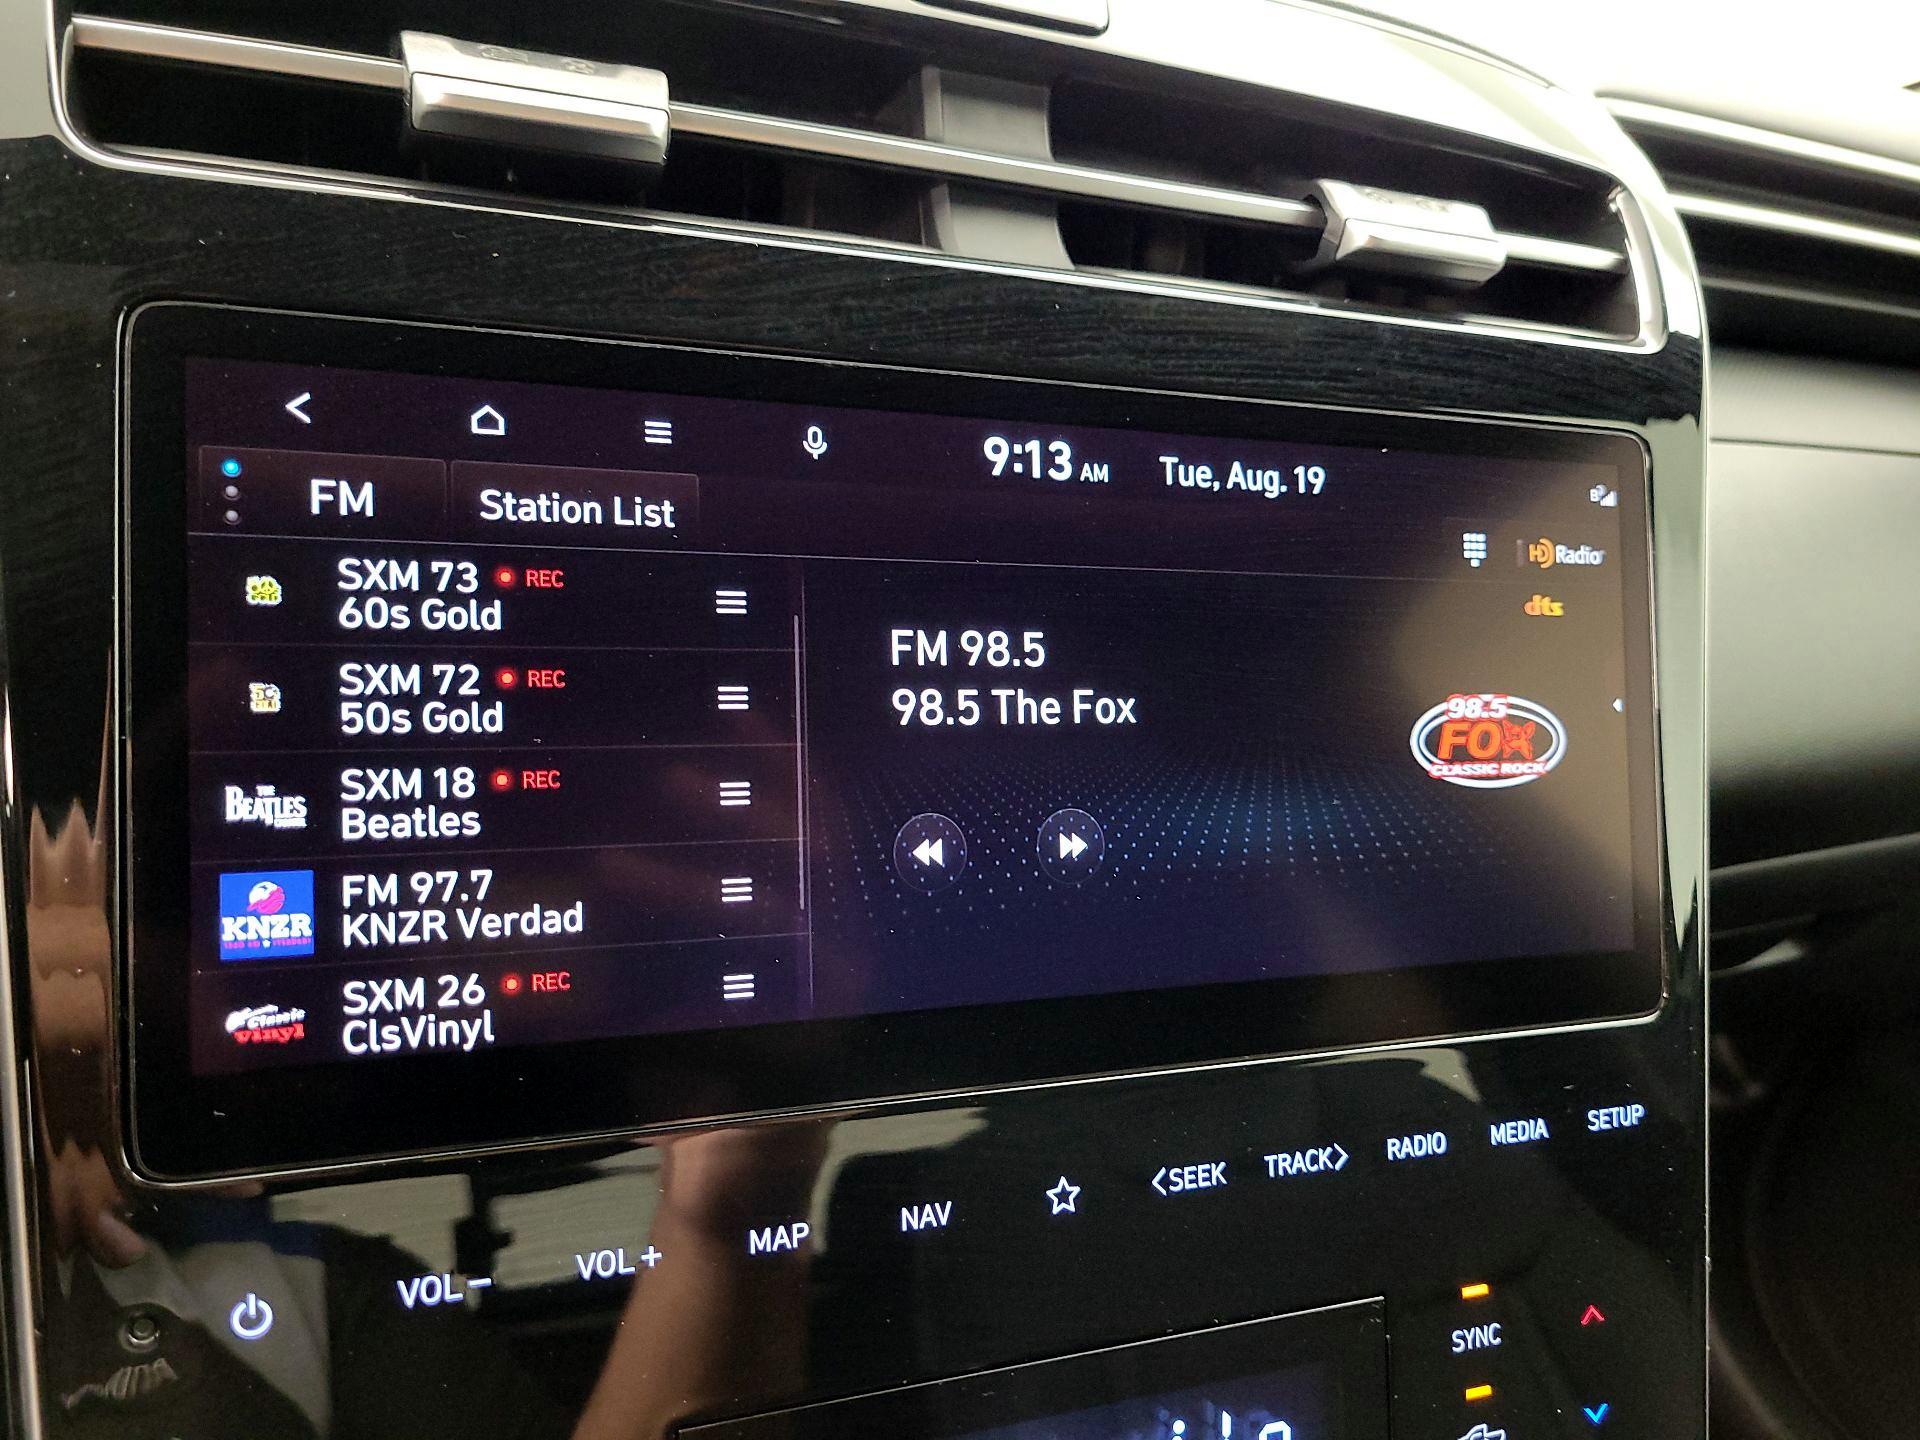 9:13 AM
Tue, Aug. 19
FM
Station List
HD Radio
dts
SXM 73 REC
60s Gold
SXM 72 REC
50s Gold
THE
BEATLES
SXM 18 REC
Beatles
KNZR
FM 97.7
KNZR Verdad
Classic
Vinyl
SXM 26 REC
ClsVinyl
FM 98.5
98.5 The Fox
98.5
FOX
CLASSIC ROCK
VOL −
VOL +
MAP
NAV
<SEEK
TRACK>
RADIO
MEDIA
SETUP
SYNC